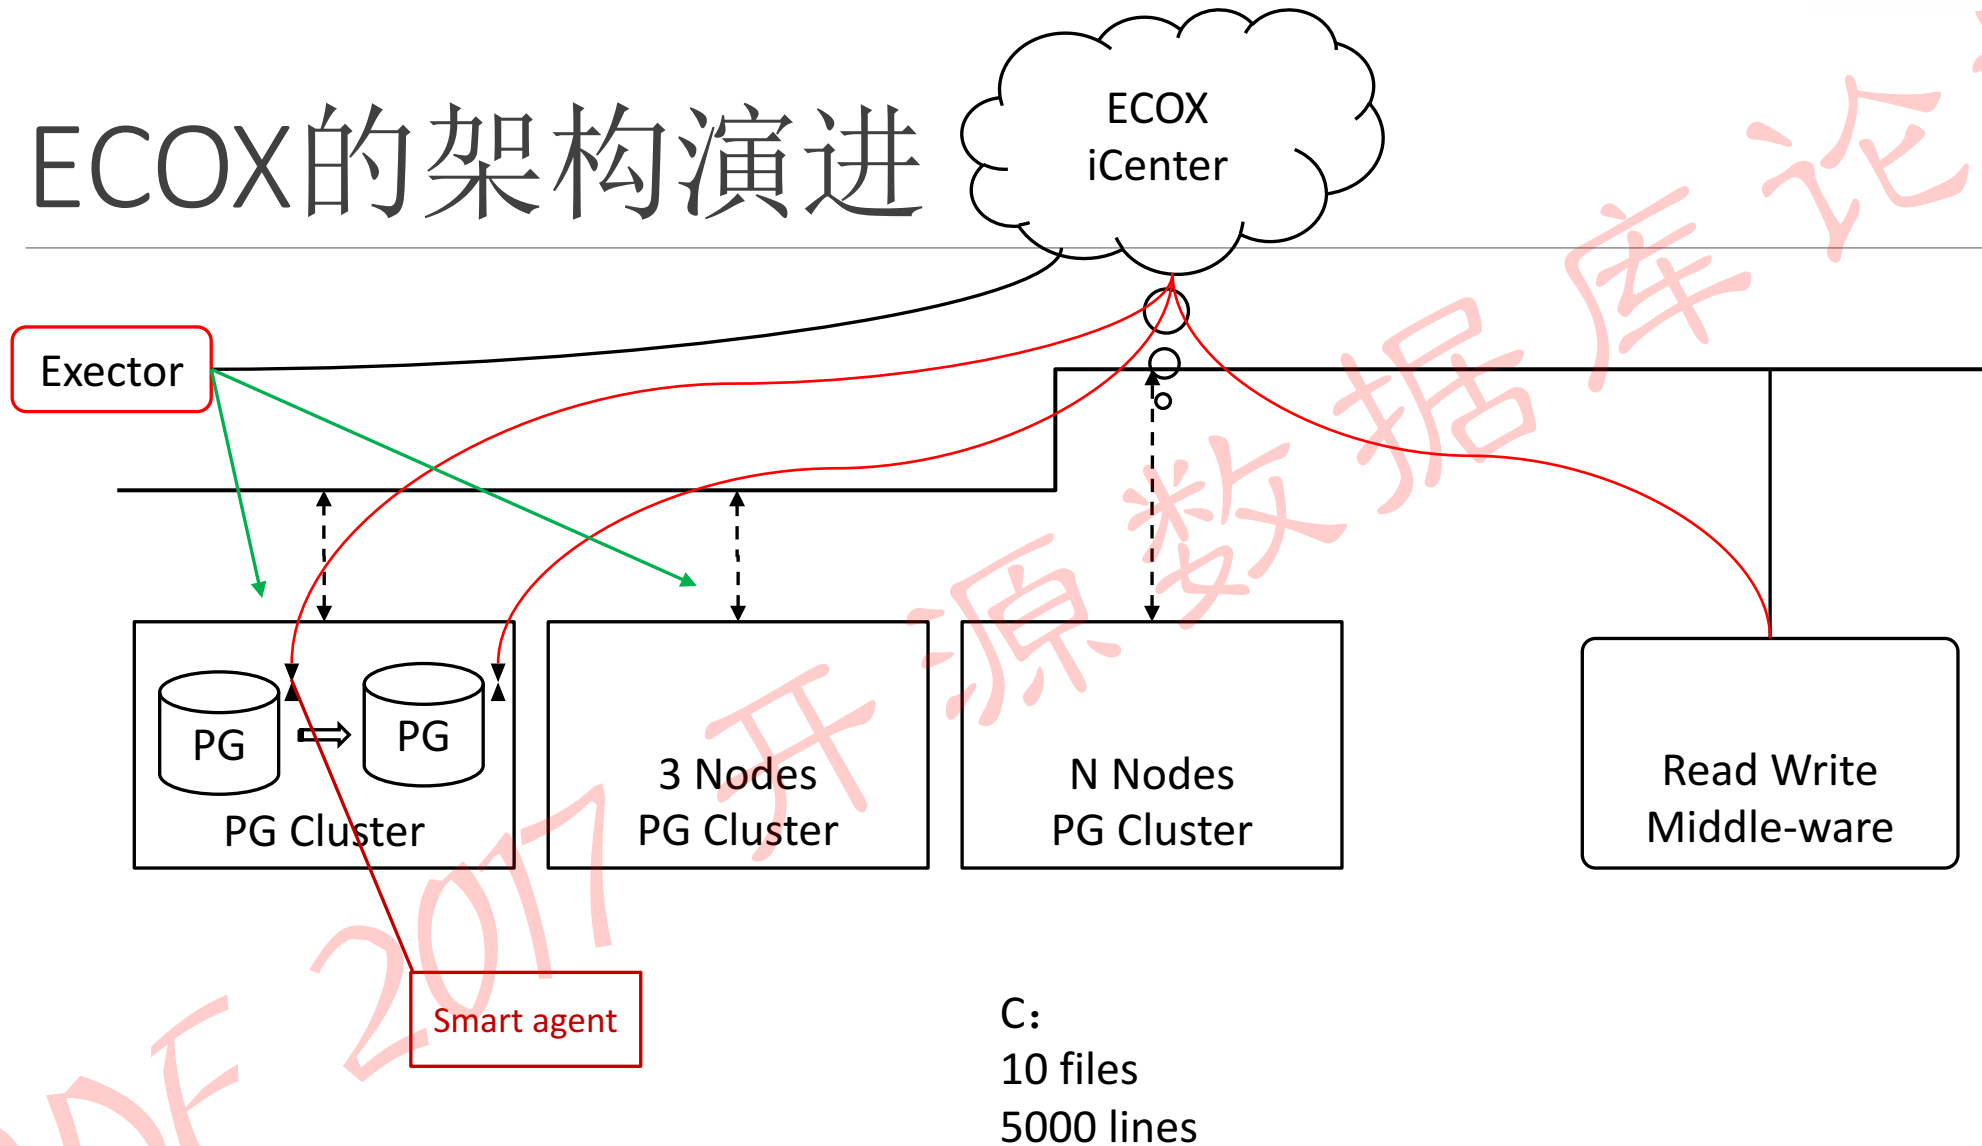 ECOX的架构演进
ECOX
iCenter
Exector
PG
PG
PG Cluster
3 Nodes
PG Cluster
N Nodes
PG Cluster
Read Write
Middle-ware
Smart agent
C：
10 files
5000 lines
2017 开源数据库论